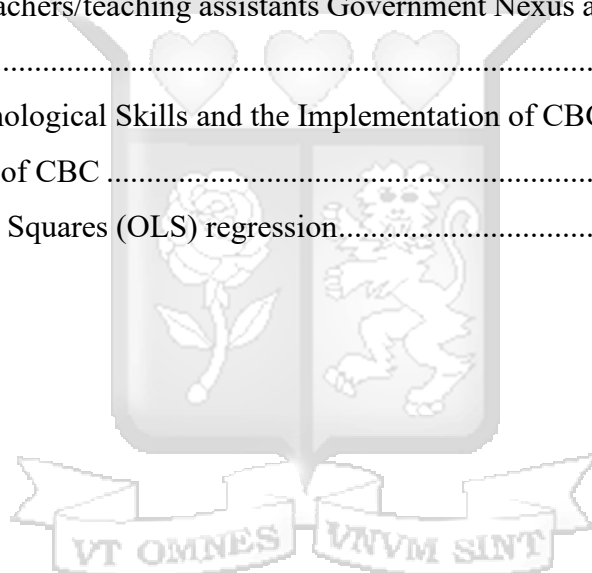 achers/teaching assistants Government Nexus a
................................................................
nological Skills and the Implementation of CBC
of CBC .....................................................
Squares (OLS) regression...........................
VT OMNES VNVM SINT